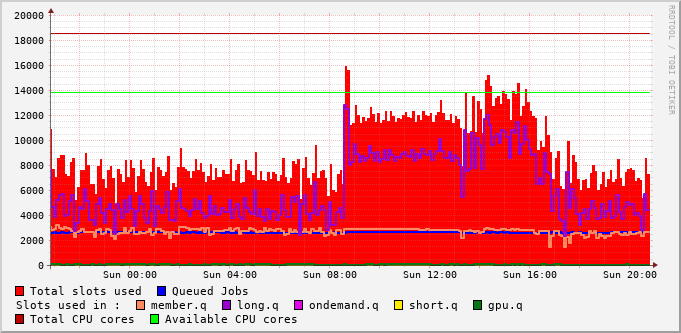 20000
18000
16000
14000
12000
10000
8000
6000
4000
2000
0
Sun 00:00 Sun 04:00 Sun 08:00 Sun 12:00 Sun 16:00 Sun 20:00
RRDTOOL / TOBI OETIKER
Total slots used Queued Jobs
Slots used in : member.q long.q ondemand.q short.q gpu.q
Total CPU cores Available CPU cores